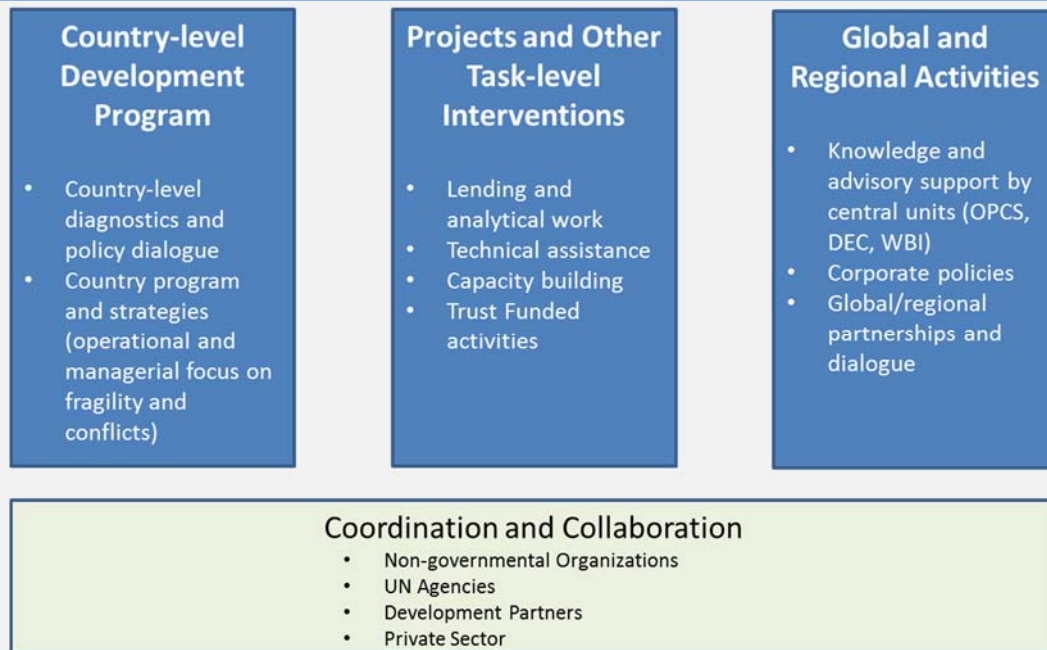 Country-level
Development
Program
• Country-level
diagnostics and
policy dialogue
• Country program
and strategies
(operational and
managerial focus on
fragility and
conflicts)
Projects and Other
Task-level
Interventions
• Lending and
analytical work
• Technical assistance
• Capacity building
• Trust Funded
activities
Global and
Regional Activities
• Knowledge and
advisory support by
central units (OPCS,
DEC, WBI)
• Corporate policies
• Global/regional
partnerships and
dialogue
Coordination and Collaboration
• Non-governmental Organizations
• UN Agencies
• Development Partners
• Private Sector